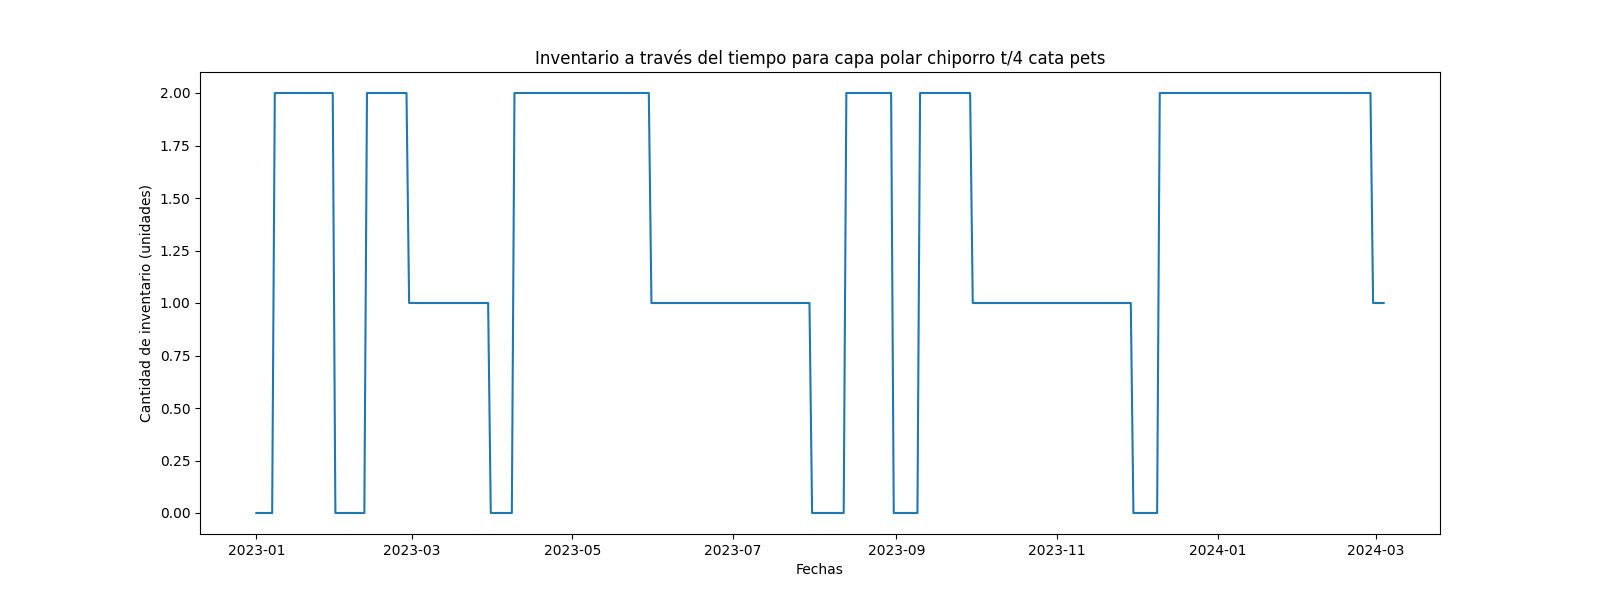 Inventario a través del tiempo para capa polar chiporro t/4 cata pets
Cantidad de inventario (unidades)
2.00
1.75
1.50
1.25
1.00
0.75
0.50
0.25
0.00
2023-01 2023-03 2023-05 2023-07 2023-09 2023-11 2024-01 2024-03
Fechas